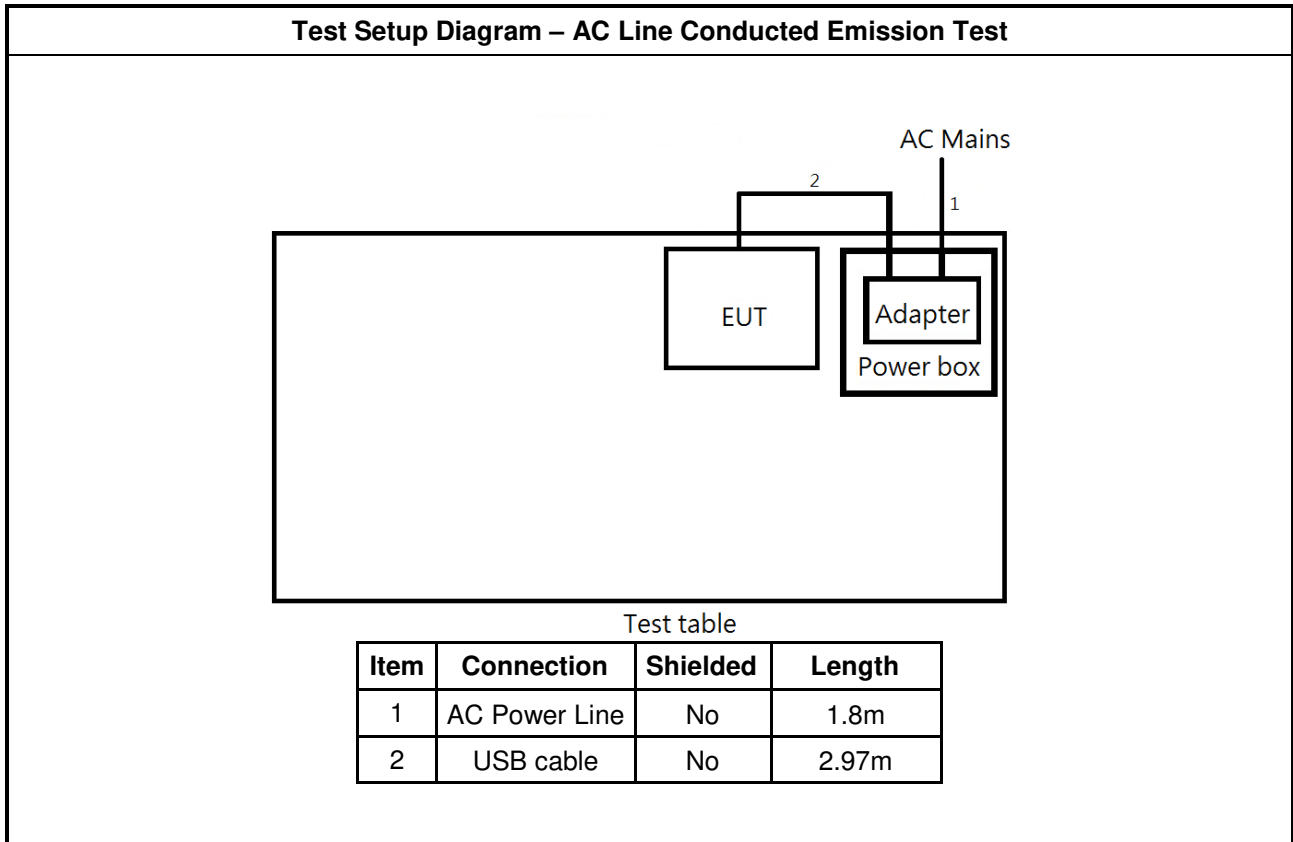 Test Setup Diagram – AC Line Conducted Emission Test
AC Mains
2
1
EUT
Adapter
Power box
Test table
Item Connection Shielded Length
1 AC Power Line No 1.8m
2 USB cable No 2.97m